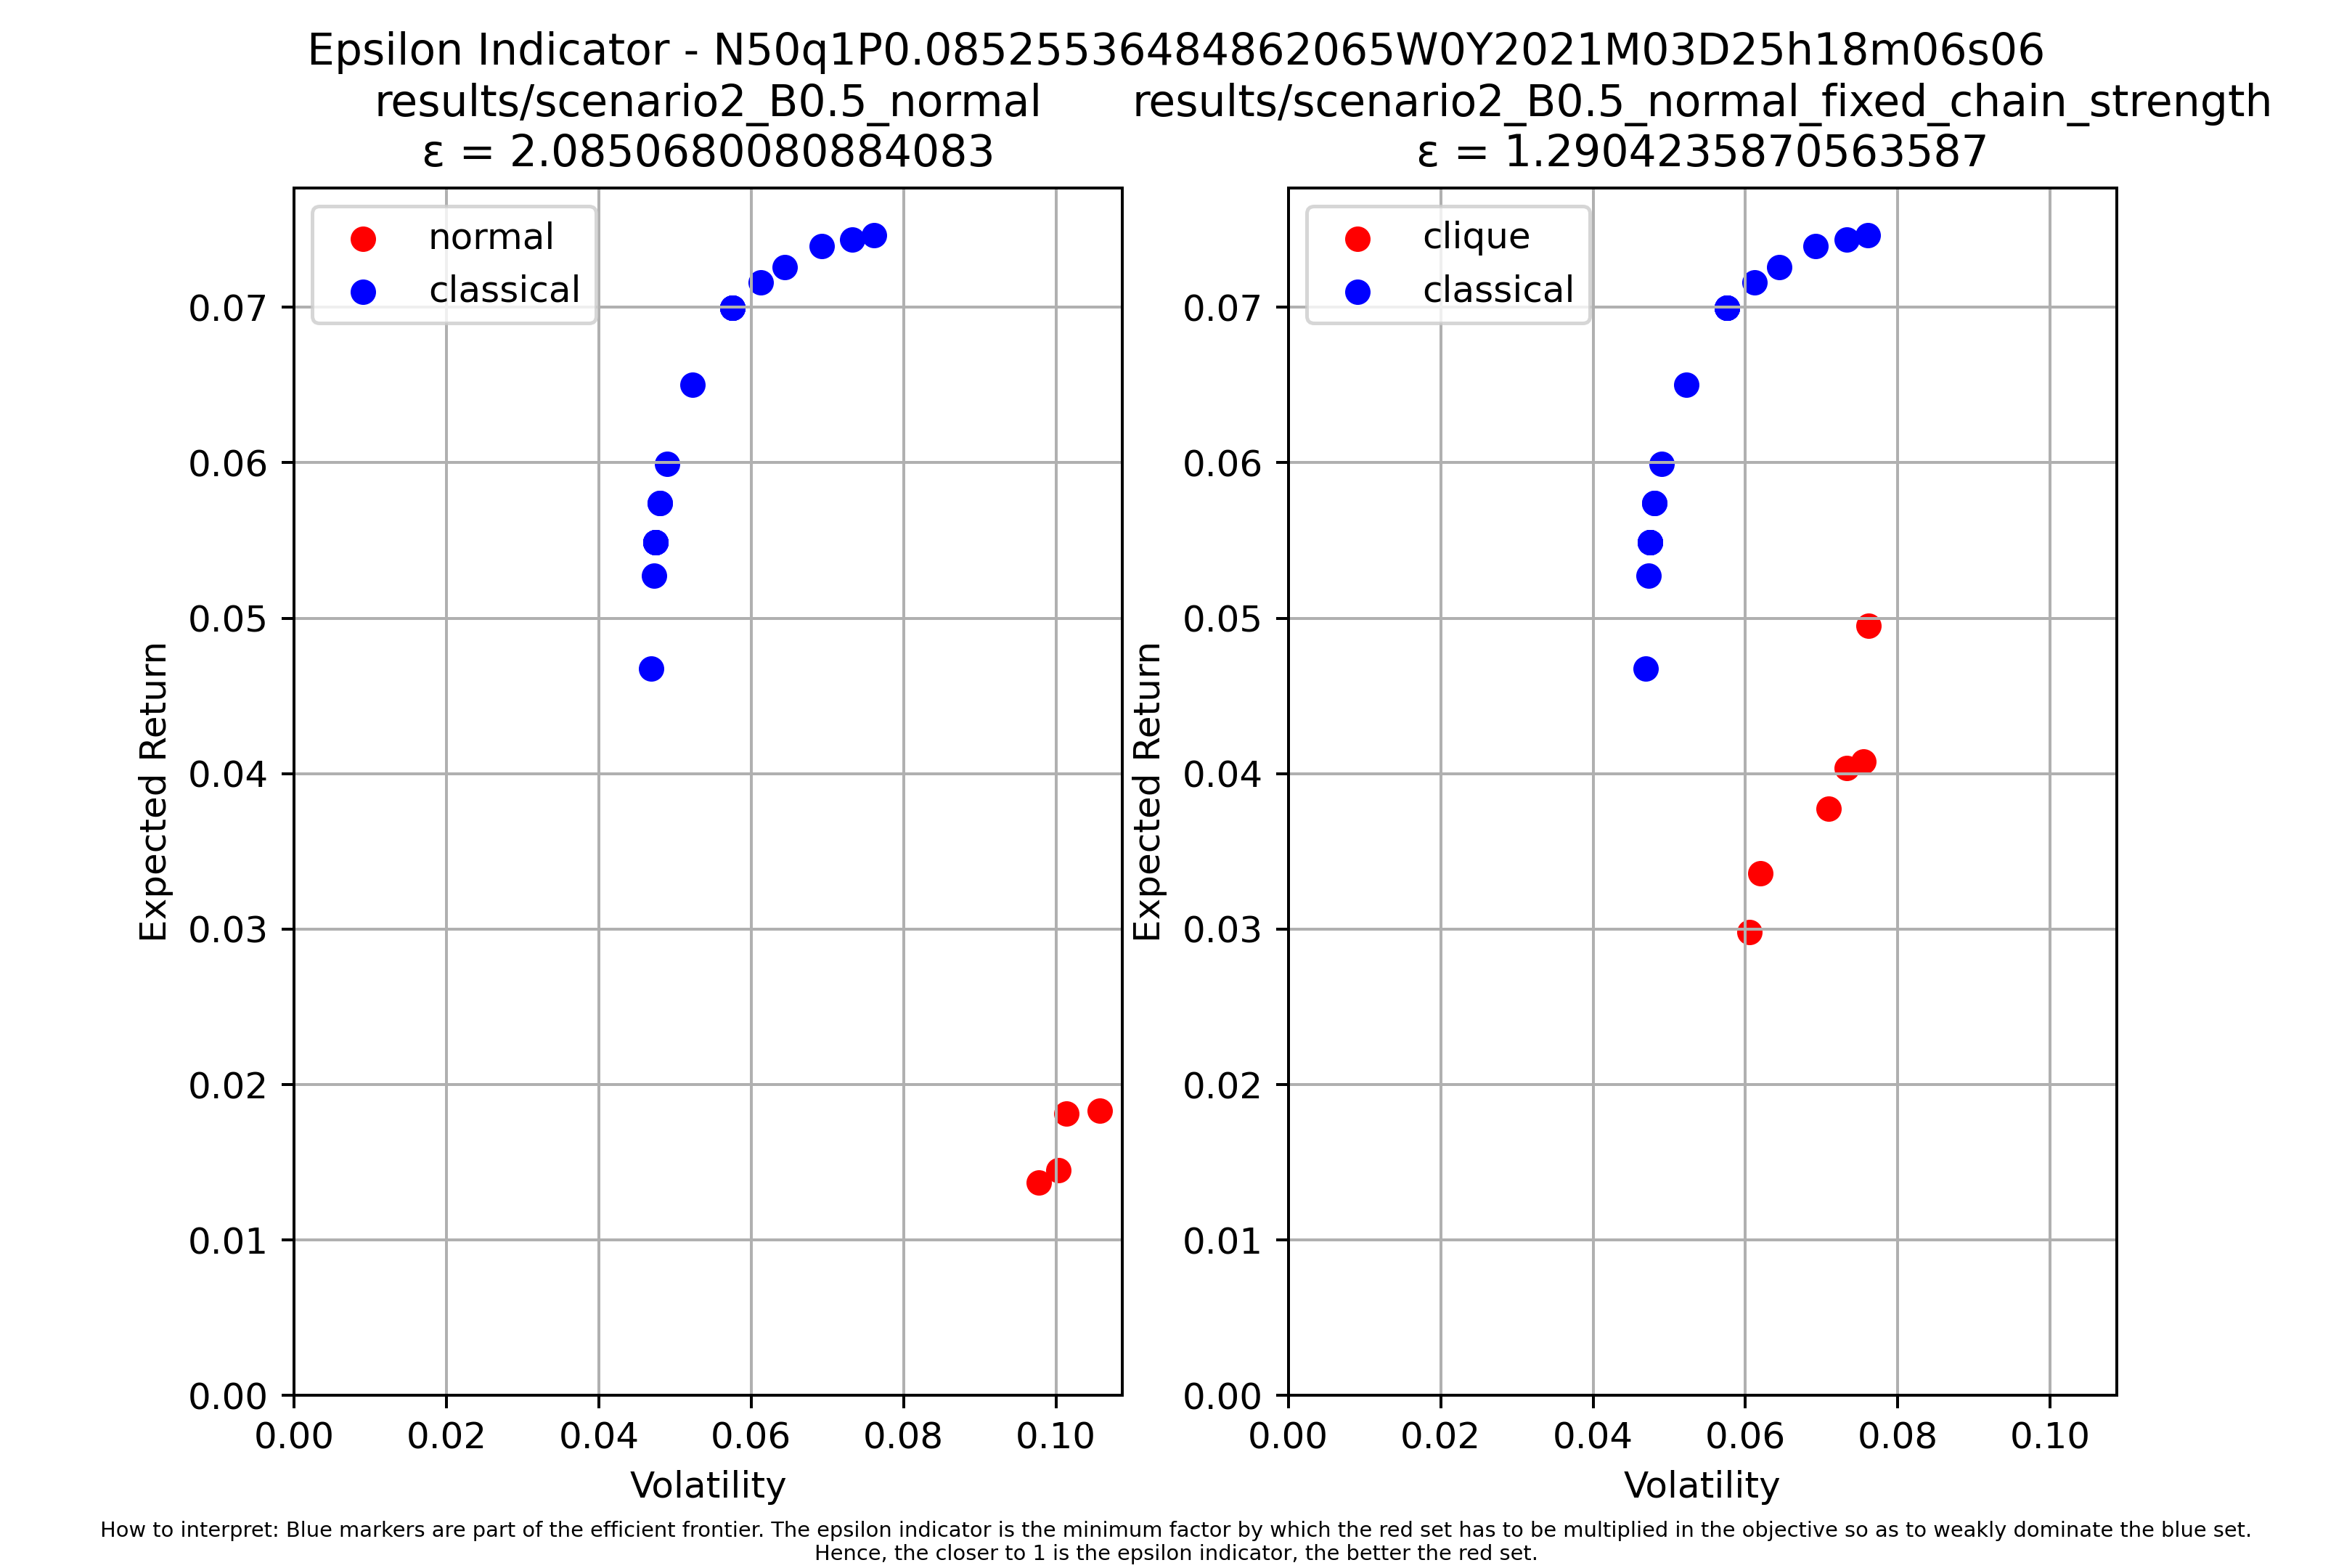 Epsilon Indicator - N50q1P0.08525536484862065W0Y2021M03D25h18m06s06
results/scenario2_B0.5_normal
ε = 2.0850680080884083
normal
classical
0.07
0.06
0.05
0.04
0.03
0.02
0.01
0.00
Expected Return
0.00 0.02 0.04 0.06 0.08 0.10
Volatility
results/scenario2_B0.5_normal_fixed_chain_strength
ε = 1.2904235870563587
clique
classical
0.07
0.06
0.05
0.04
0.03
0.02
0.01
0.00
Expected Return
0.00 0.02 0.04 0.06 0.08 0.10
Volatility
How to interpret: Blue markers are part of the efficient frontier. The epsilon indicator is the minimum factor by which the red set has to be multiplied in the objective so as to weakly dominate the blue set.
Hence, the closer to 1 is the epsilon indicator, the better the red set.